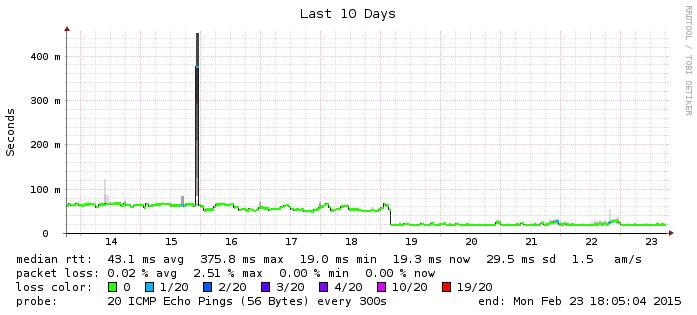 Last 10 Days
RRDTOOL / TOBI OETIKER
Seconds
400 m
300 m
200 m
100 m
0
14 15 16 17 18 19 20 21 22 23
median rtt: 43.1 ms avg 375.8 ms max 19.0 ms min 19.3 ms now 29.5 ms sd 1.5 am/s
packet loss: 0.02 % avg 2.51 % max 0.00 % min 0.00 % now
loss color: 0 1/20 2/20 3/20 4/20 10/20 19/20
probe: 20 ICMP Echo Pings (56 Bytes) every 300s end: Mon Feb 23 18:05:04 2015